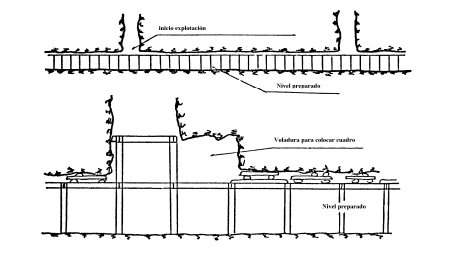 inicio explotación
Nivel preparado
Voladura para colocar cuadro
Nivel preparado